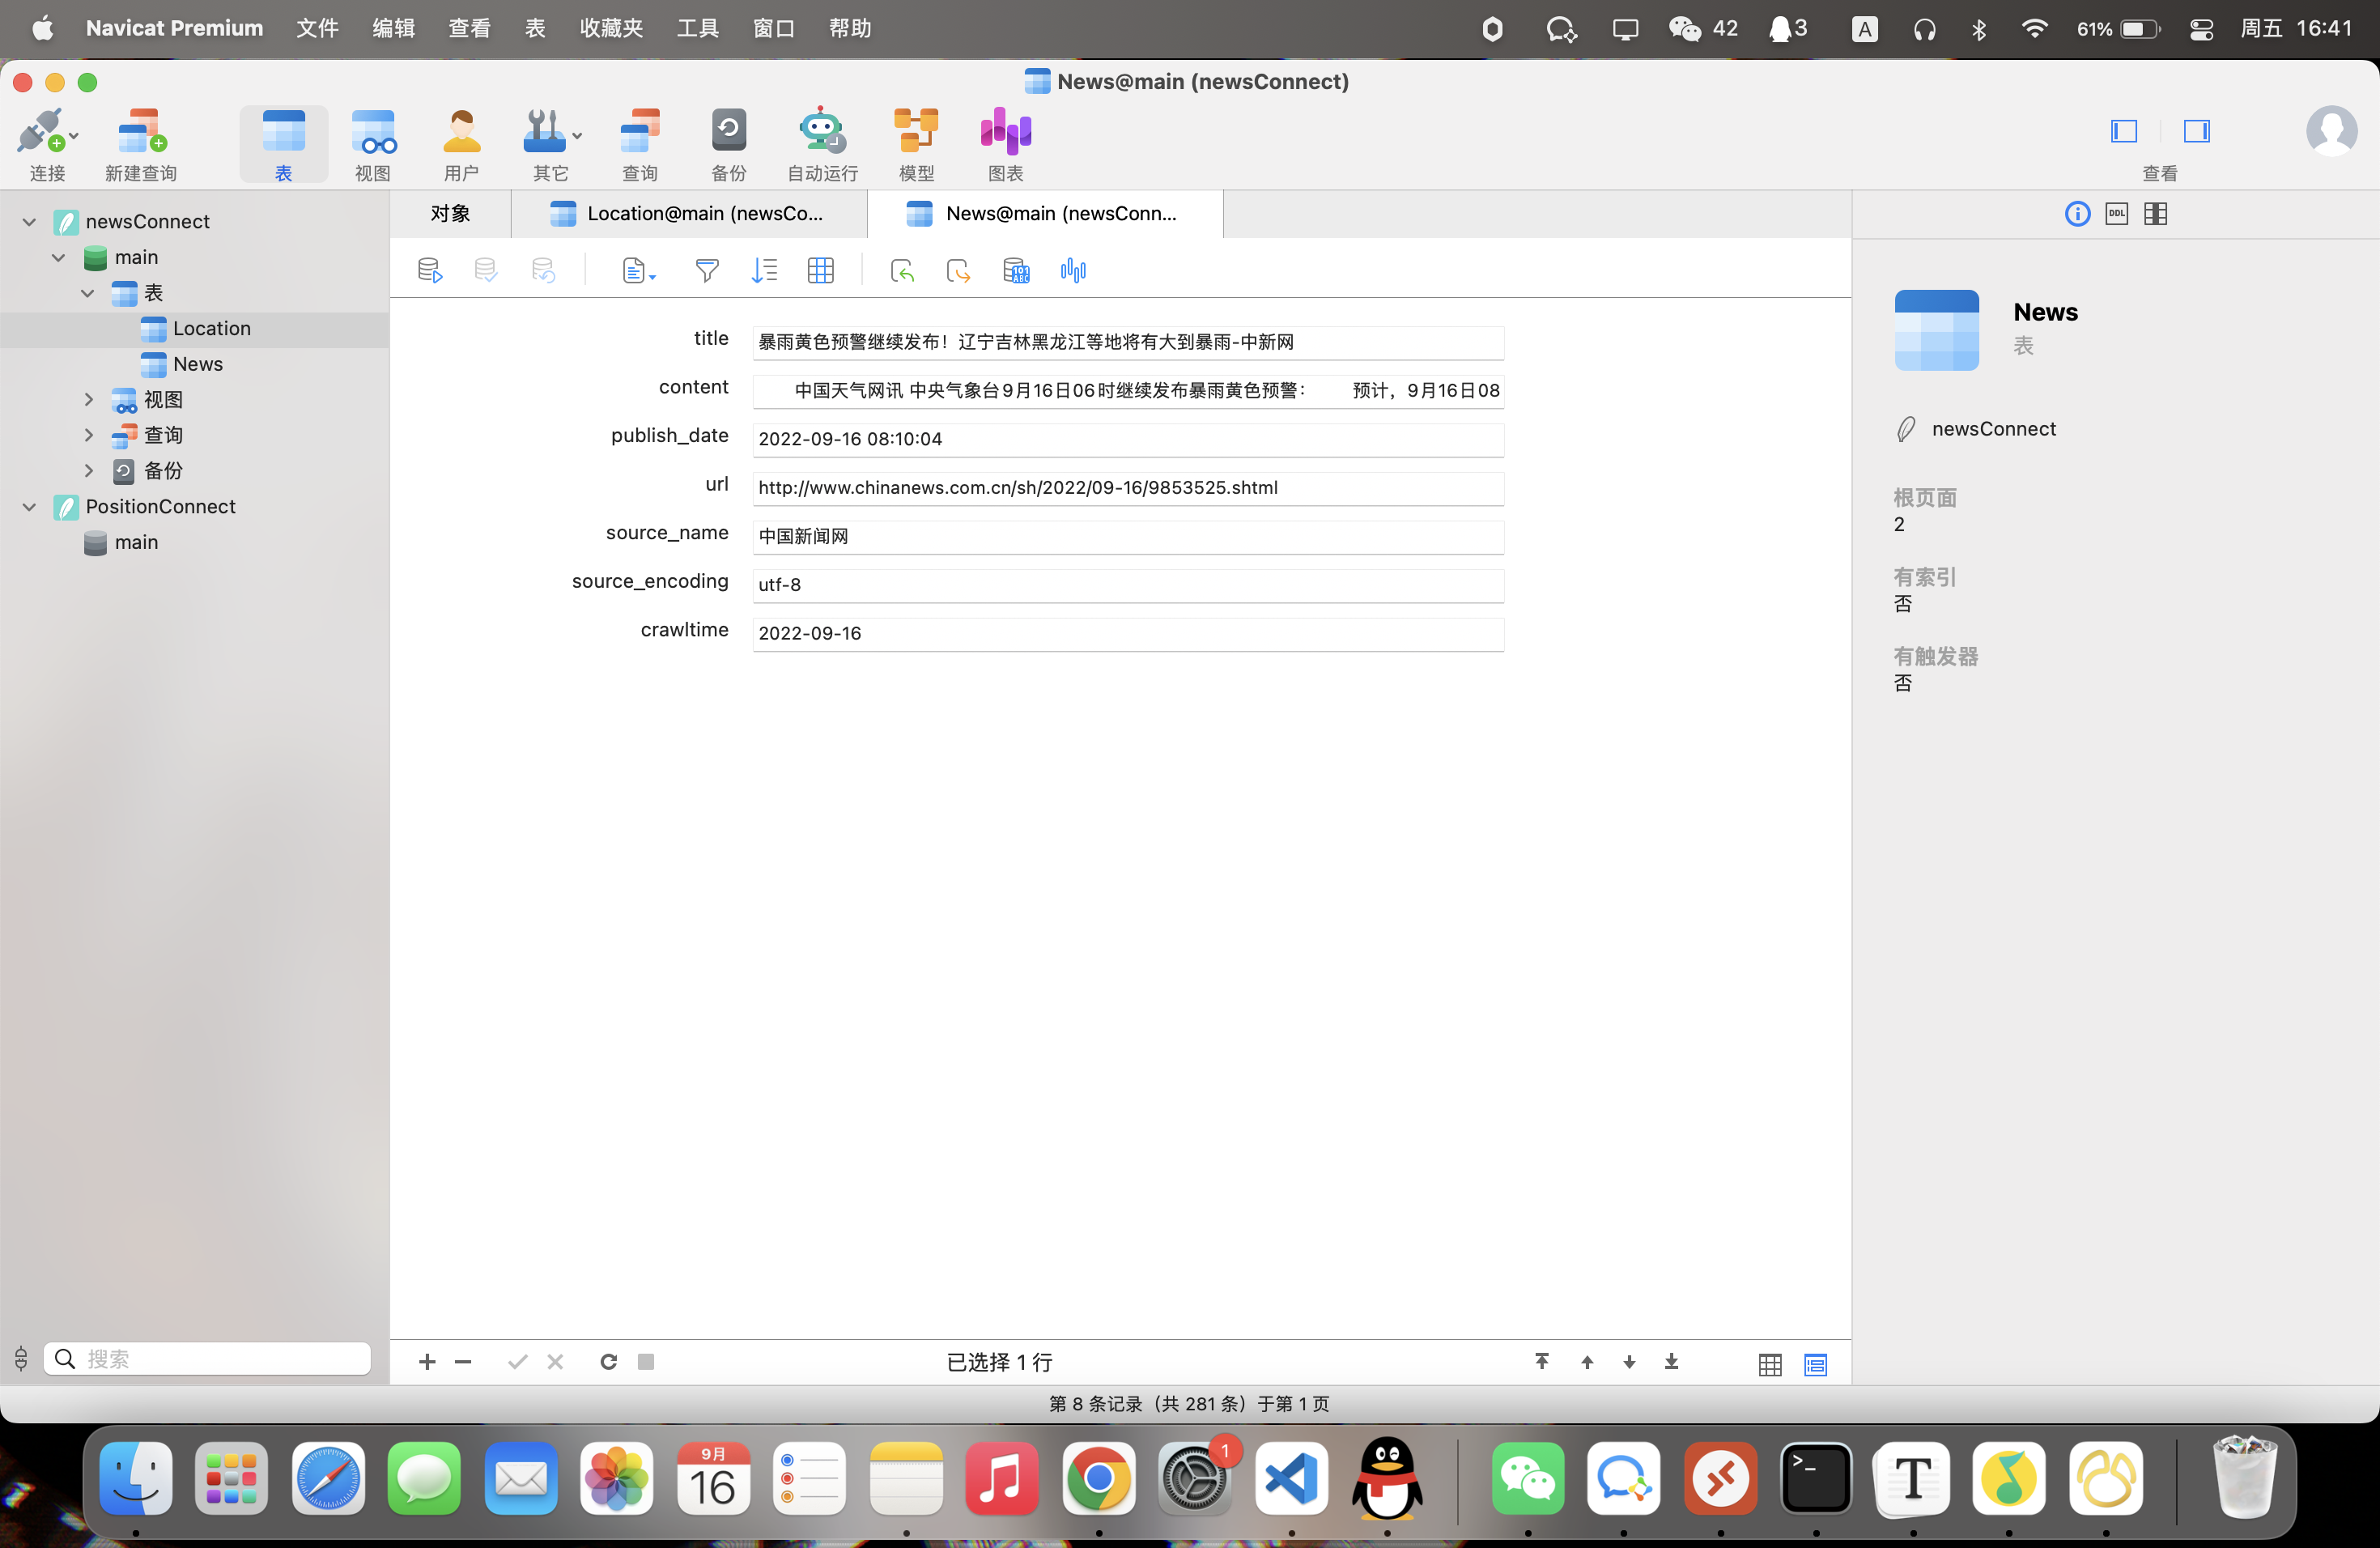 Navicat Premium 文件 编辑 查看 表 收藏夹 工具 窗口 帮助 42 3 A 61% 周五 16:41
News@main (newsConnect)
连接 新建查询 表 视图 用户 其它 查询 备份 自动运行 模型 图表 查看
newsConnect
main
表
Location
News
视图
查询
备份
PositionConnect
main
搜索
对象 Location@main (newsCo... News@main (newsConn...
title 暴雨黄色预警继续发布！辽宁吉林黑龙江等地将有大到暴雨-中新网
content 中国天气网讯 中央气象台9月16日06时继续发布暴雨黄色预警： 预计，9月16日08
publish_date 2022-09-16 08:10:04
url http://www.chinanews.com.cn/sh/2022/09-16/9853525.shtml
source_name 中国新闻网
source_encoding utf-8
crawltime 2022-09-16
已选择 1 行
DDL
News
表
newsConnect
根页面
2
有索引
否
有触发器
否
第 8 条记录（共 281 条）于第 1 页
9月
16
1
>_
T
101
ABC